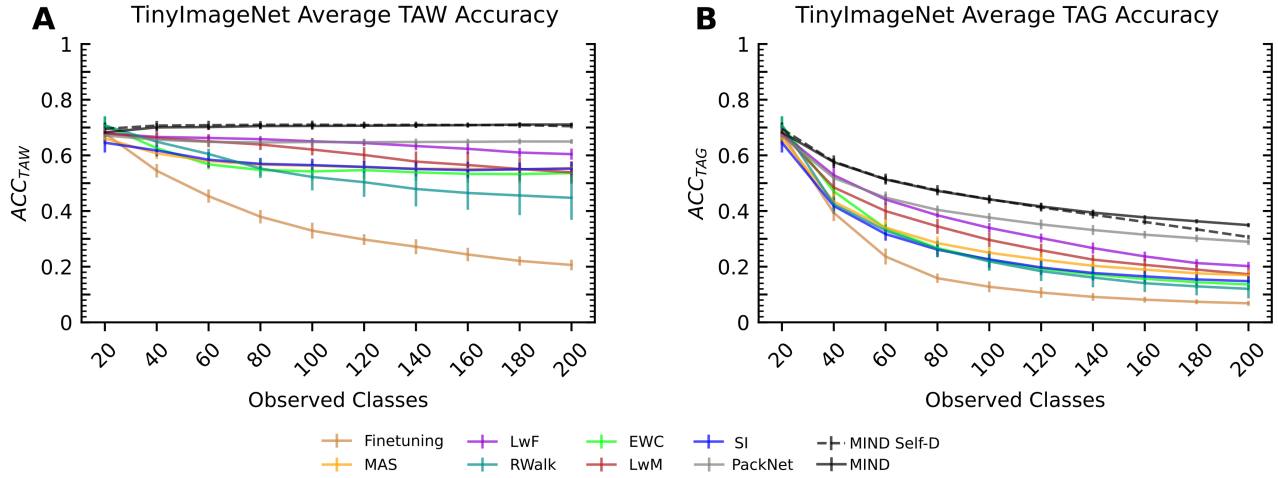 A
TinyImageNet Average TAW Accuracy
1
0.8
0.6
0.4
0.2
0
ACC_TAW
20 40 60 80 100 120 140 160 180 200
Observed Classes
B
TinyImageNet Average TAG Accuracy
1
0.8
0.6
0.4
0.2
0
ACC_TAG
20 40 60 80 100 120 140 160 180 200
Observed Classes
Finetuning LwF EWC SI MIND Self-D
MAS RWalk LwM PackNet MIND